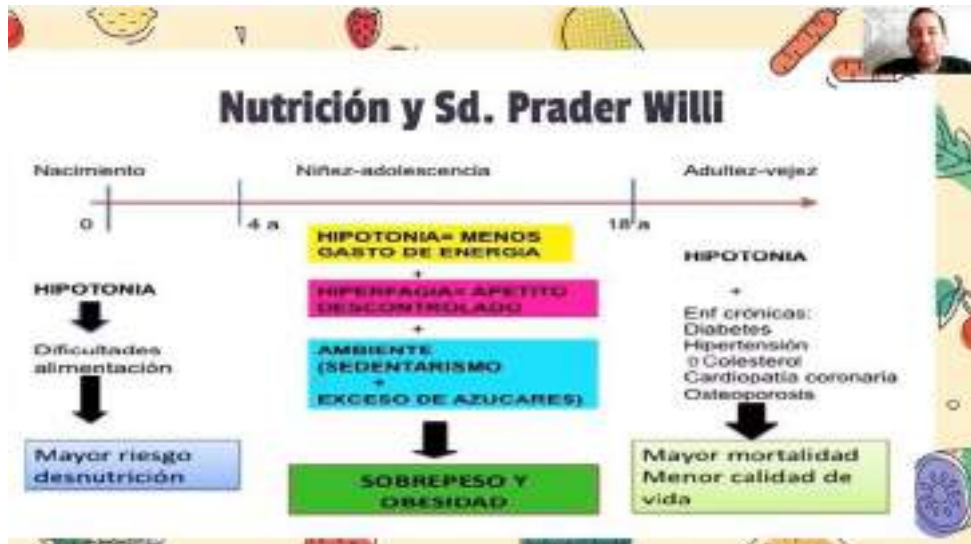 Nutrición y Sd. Prader Willi
Nacimiento
Niñez-adolescencia
Adultez-vejez
0
4 a
18 a
HIPOTONIA
Dificultades
alimentación
Mayor riesgo
desnutrición
HIPOTONIA= MENOS
GASTO DE ENERGIA
+
HIPERFAGIA= APETITO
DESCONTROLADO
+
AMBIENTE
(SEDENTARISMO
+
EXCESO DE AZUCARES)
SOBREPESO Y
OBESIDAD
HIPOTONIA
+
Enf crónicas:
Diabetes
Hipertensión
Colesterol
Cardiopatía coronaria
Osteoporosis
Mayor mortalidad
Menor calidad de
vida